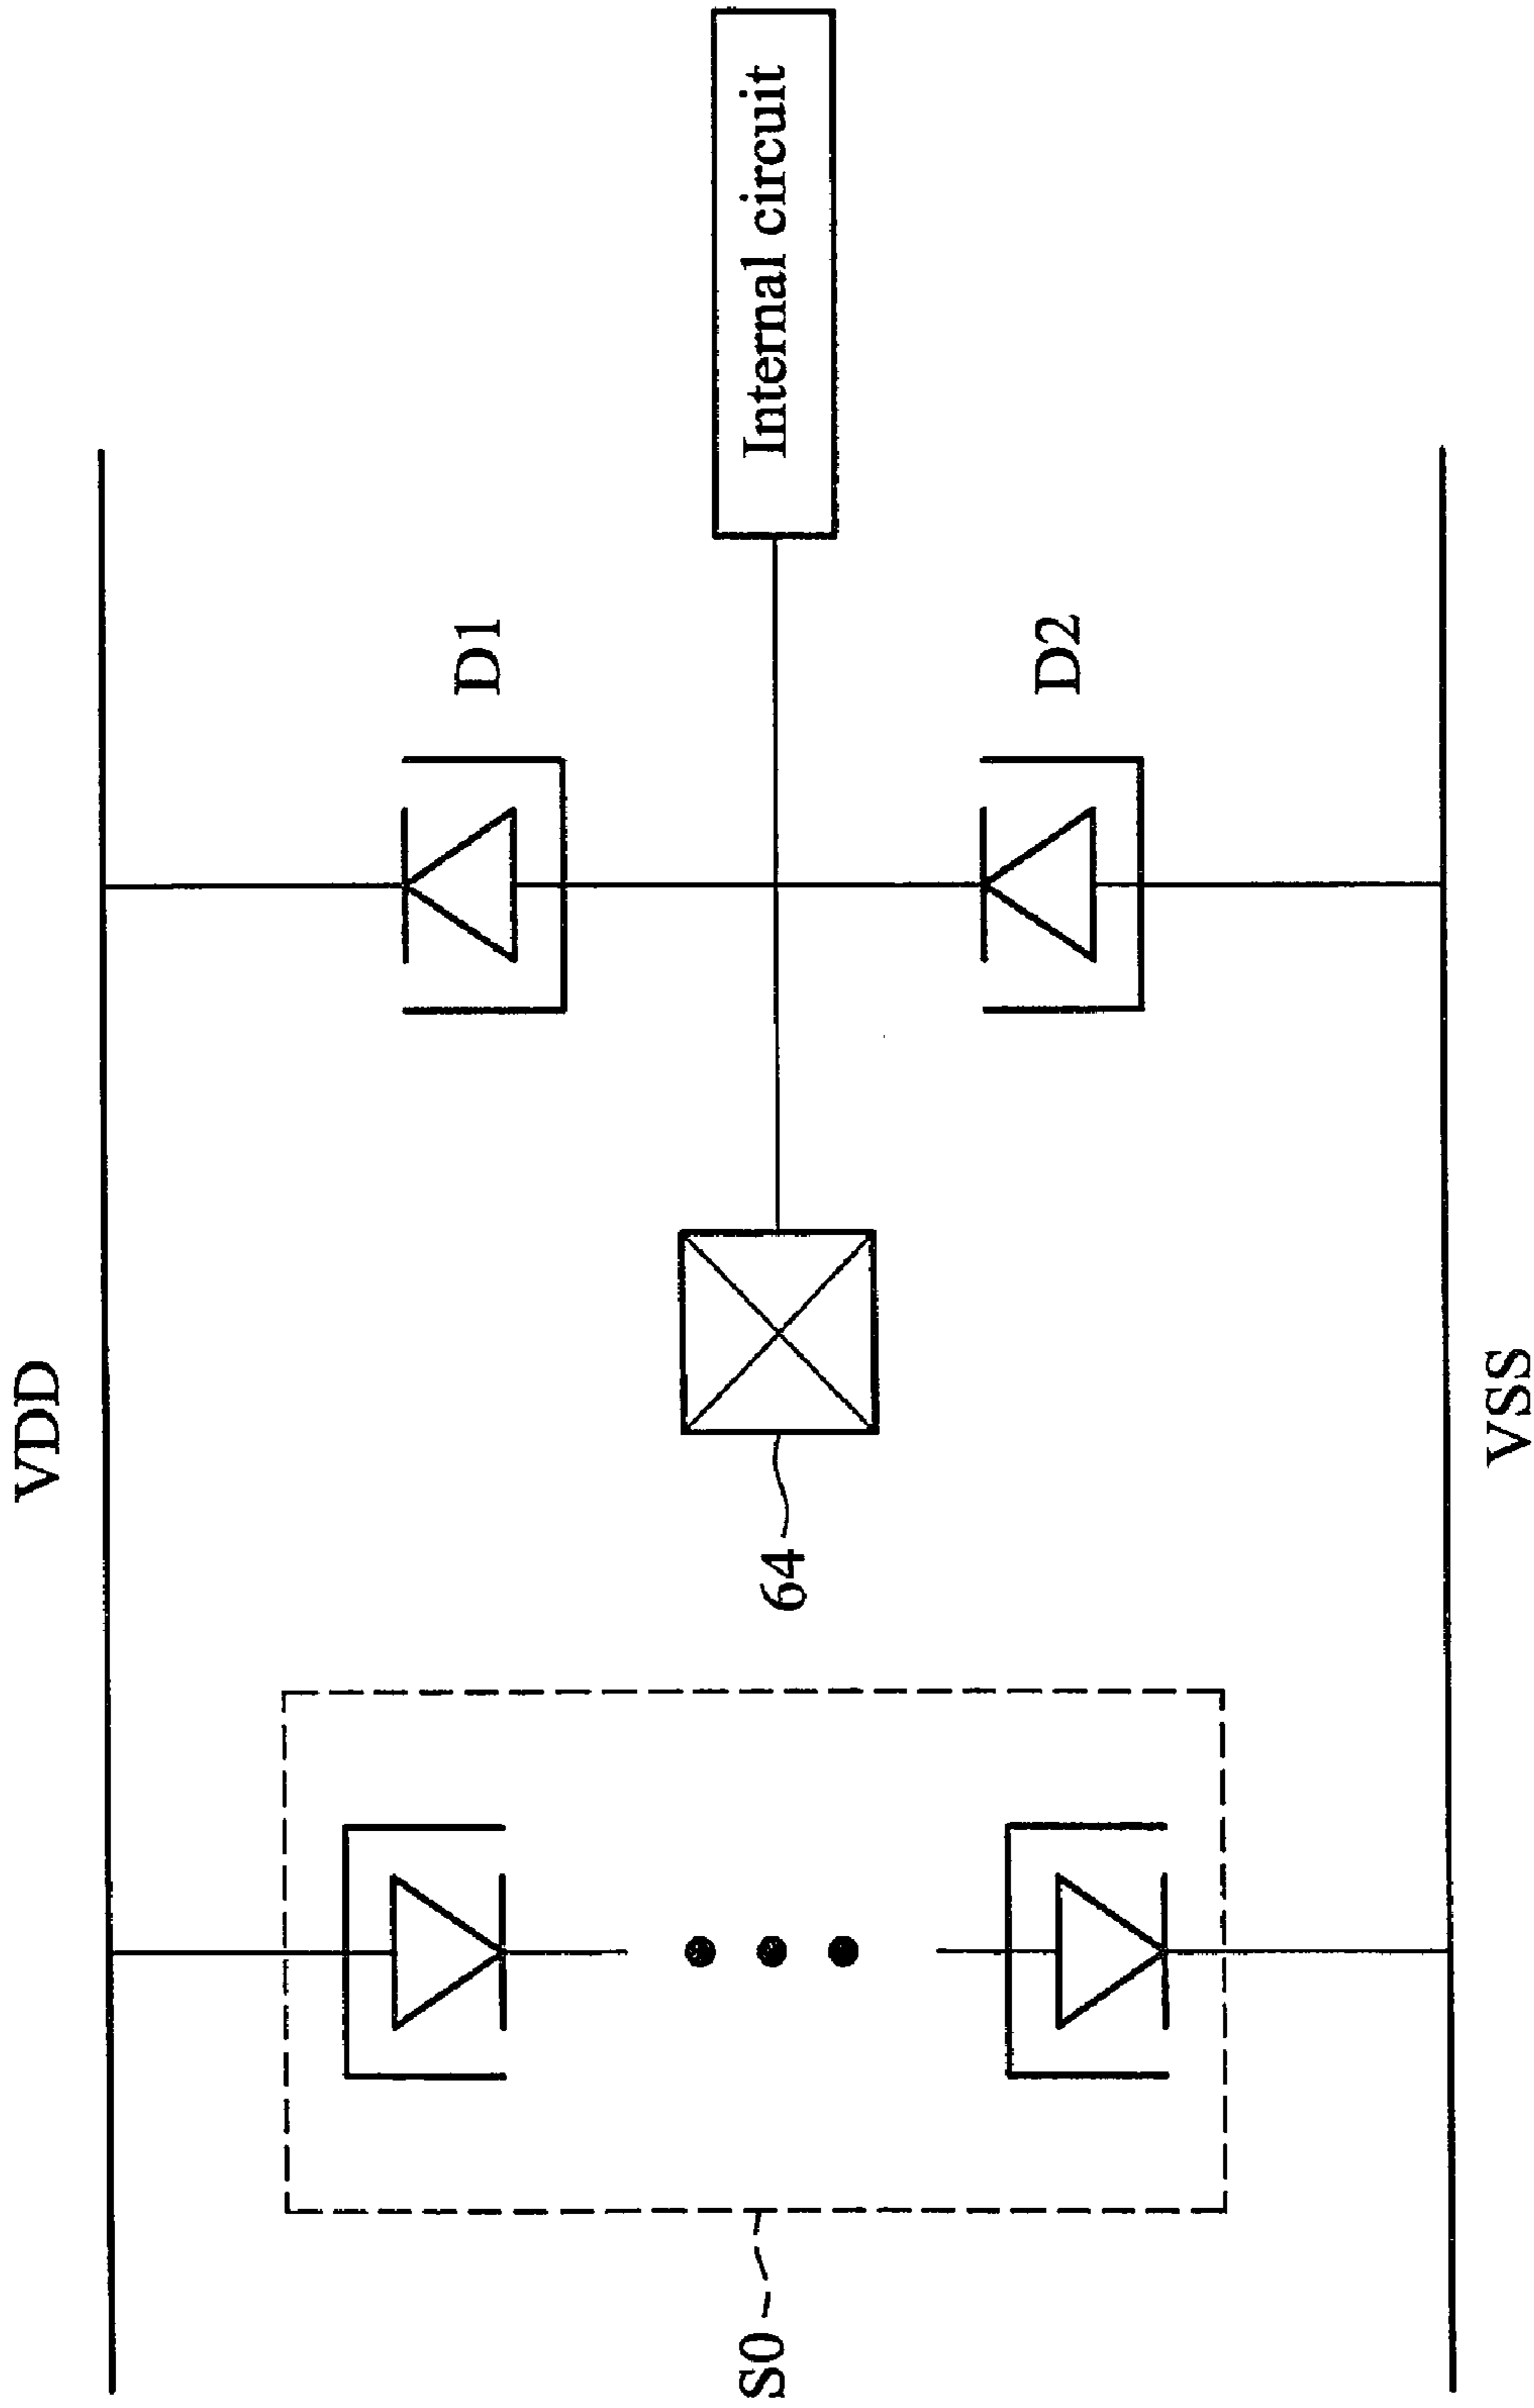 VDD
D1
Internal circuit
64
S0
D2
VSS